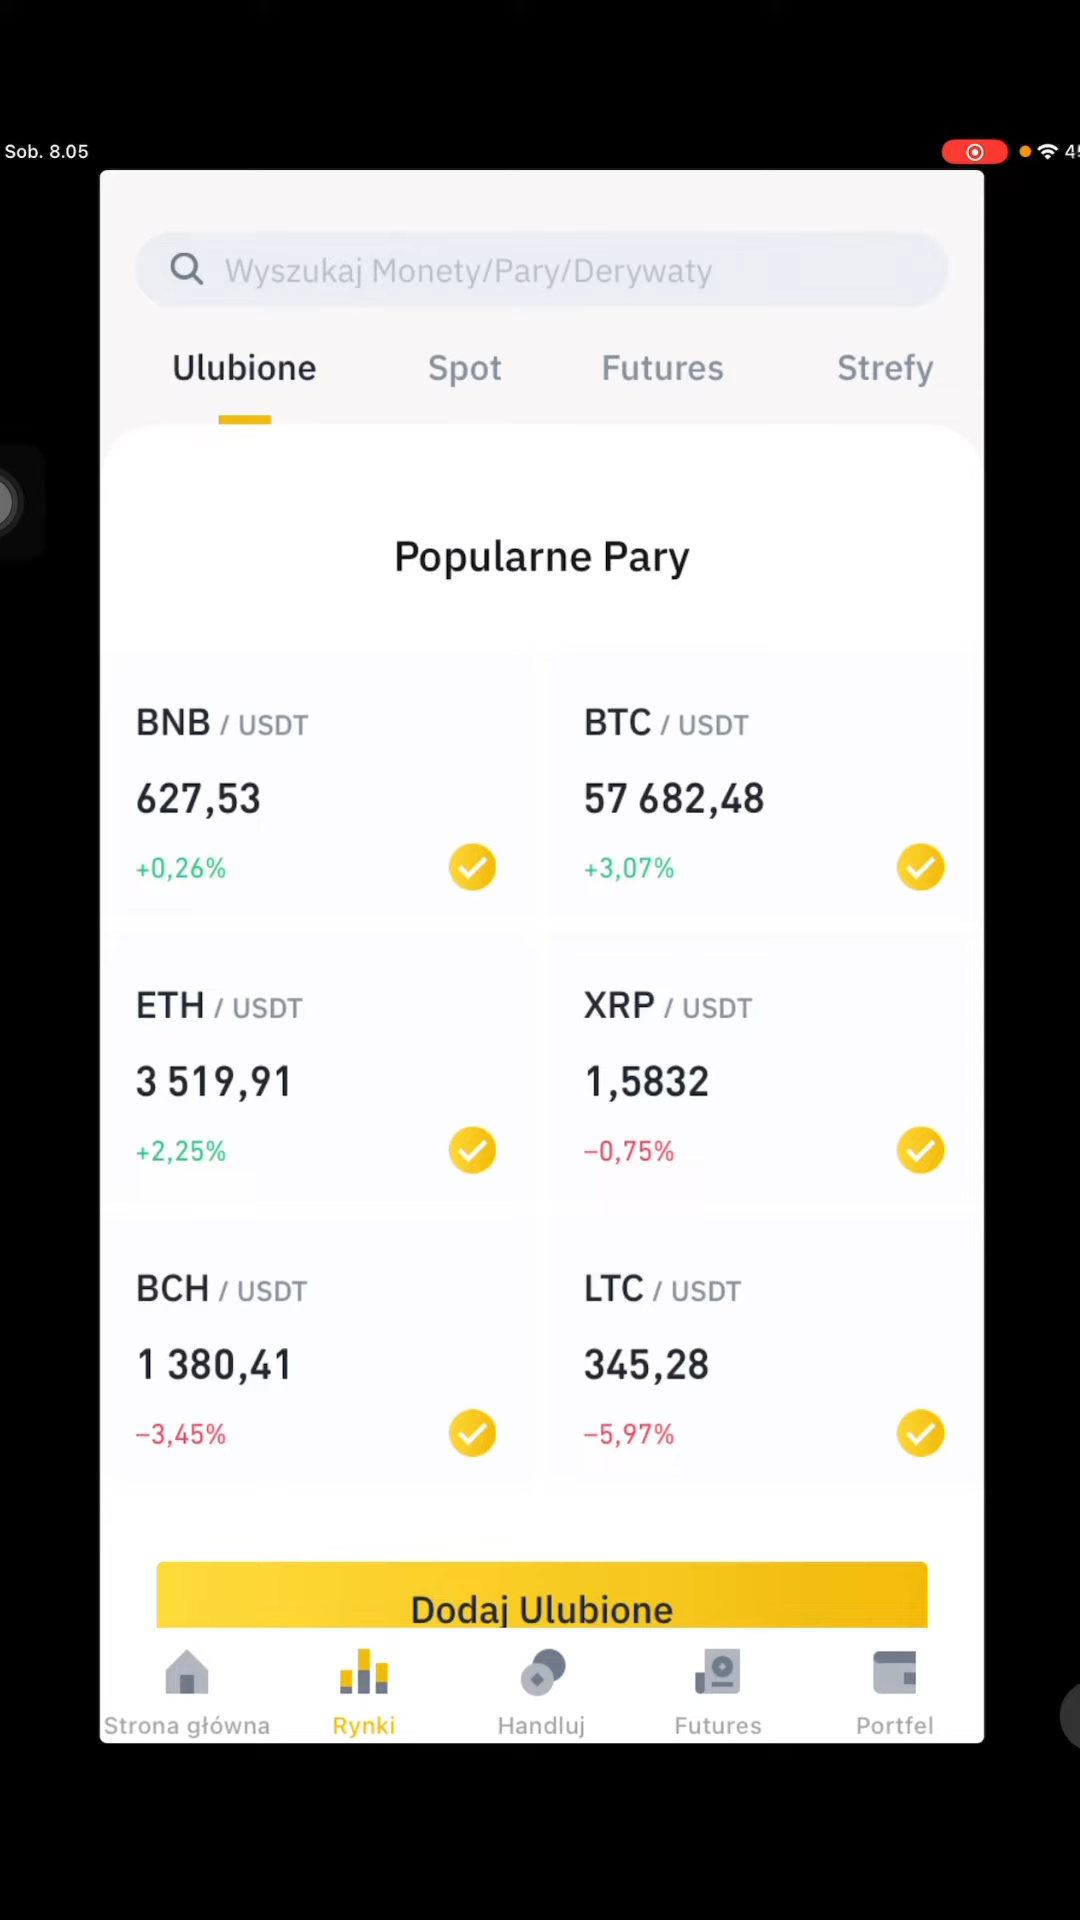 Sob. 8.05
45
Wyszukaj Monety/Pary/Derywaty
Ulubione Spot Futures Strefy
Popularne Pary
BNB / USDT BTC / USDT
627,53 57 682,48
+0,26% +3,07%
ETH / USDT XRP / USDT
3 519,91 1,5832
+2,25% −0,75%
BCH / USDT LTC / USDT
1 380,41 345,28
−3,45% −5,97%
Dodaj Ulubione
Strona główna Rynki Handluj Futures Portfel